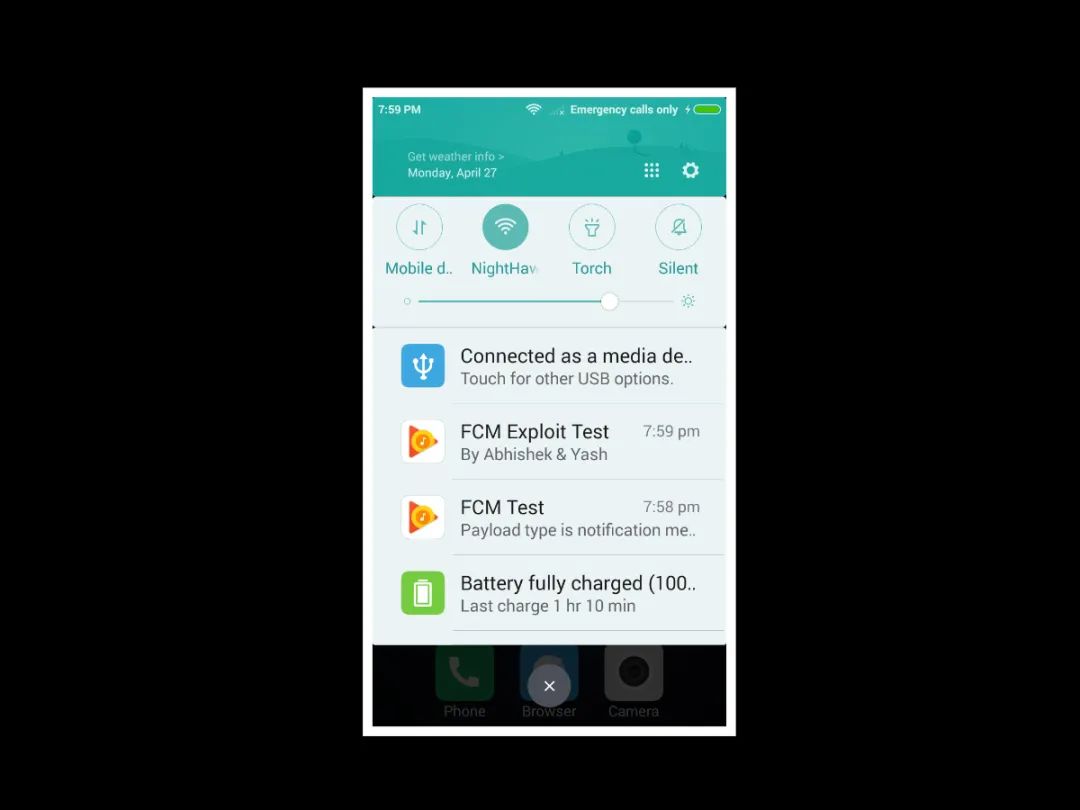 7:59 PM Emergency calls only
Get weather info >
Monday, April 27
Mobile d.. NightHaw Torch Silent
Connected as a media de..
Touch for other USB options.
FCM Exploit Test 7:59 pm
By Abhishek & Yash
FCM Test 7:58 pm
Payload type is notification me..
Battery fully charged (100..
Last charge 1 hr 10 min
Phone Browser Camera